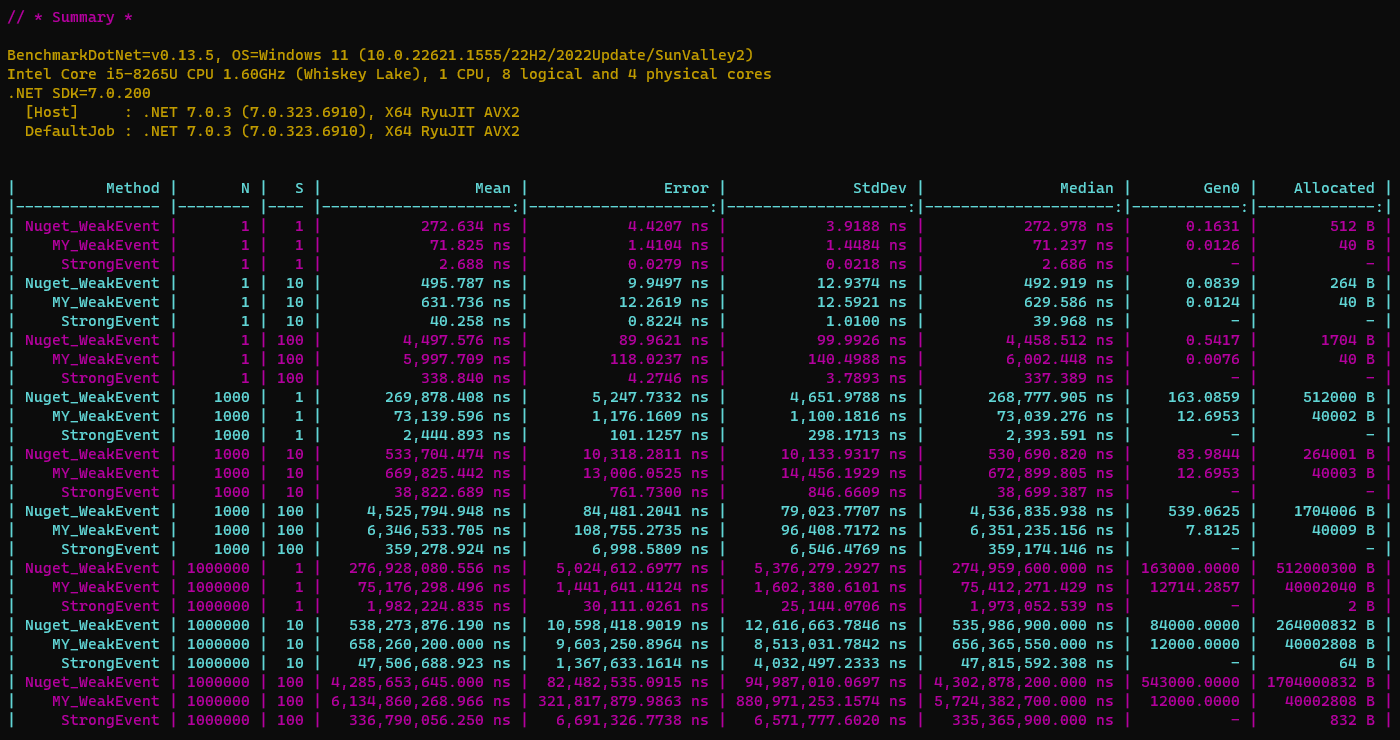 // * Summary *
BenchmarkDotNet=v0.13.5, OS=Windows 11 (10.0.22621.1555/22H2/2022Update/SunValley2)
Intel Core i5-8265U CPU 1.60GHz (Whiskey Lake), 1 CPU, 8 logical and 4 physical cores
.NET SDK=7.0.200
  [Host]     : .NET 7.0.3 (7.0.323.6910), X64 RyuJIT AVX2
  DefaultJob : .NET 7.0.3 (7.0.323.6910), X64 RyuJIT AVX2
| Method | N | S | Mean | Error | StdDev | Median | Gen0 | Allocated |
|---------------- |-------- |---- |---------------------:|--------------------:|--------------------:|---------------------:|------------:|-------------:|
| Nuget_WeakEvent | 1 | 1 | 272.634 ns | 4.4207 ns | 3.9188 ns | 272.978 ns | 0.1631 | 512 B |
| MY_WeakEvent | 1 | 1 | 71.825 ns | 1.4104 ns | 1.4484 ns | 71.237 ns | 0.0126 | 40 B |
| StrongEvent | 1 | 1 | 2.688 ns | 0.0279 ns | 0.0218 ns | 2.686 ns | - | - |
| Nuget_WeakEvent | 1 | 10 | 495.787 ns | 9.9497 ns | 12.9374 ns | 492.919 ns | 0.0839 | 264 B |
| MY_WeakEvent | 1 | 10 | 631.736 ns | 12.2619 ns | 12.5921 ns | 629.586 ns | 0.0124 | 40 B |
| StrongEvent | 1 | 10 | 40.258 ns | 0.8224 ns | 1.0100 ns | 39.968 ns | - | - |
| Nuget_WeakEvent | 1 | 100 | 4,497.576 ns | 89.9621 ns | 99.9926 ns | 4,458.512 ns | 0.5417 | 1704 B |
| MY_WeakEvent | 1 | 100 | 5,997.709 ns | 118.0237 ns | 140.4988 ns | 6,002.448 ns | 0.0076 | 40 B |
| StrongEvent | 1 | 100 | 338.840 ns | 4.2746 ns | 3.7893 ns | 337.389 ns | - | - |
| Nuget_WeakEvent | 1000 | 1 | 269,878.408 ns | 5,247.7332 ns | 4,651.9788 ns | 268,777.905 ns | 163.0859 | 512000 B |
| MY_WeakEvent | 1000 | 1 | 73,139.596 ns | 1,176.1609 ns | 1,100.1816 ns | 73,039.276 ns | 12.6953 | 40002 B |
| StrongEvent | 1000 | 1 | 2,444.893 ns | 101.1257 ns | 298.1713 ns | 2,393.591 ns | - | - |
| Nuget_WeakEvent | 1000 | 10 | 533,704.474 ns | 10,318.2811 ns | 10,133.9317 ns | 530,690.820 ns | 83.9844 | 264001 B |
| MY_WeakEvent | 1000 | 10 | 669,825.442 ns | 13,006.0525 ns | 14,456.1929 ns | 672,899.805 ns | 12.6953 | 40003 B |
| StrongEvent | 1000 | 10 | 38,822.689 ns | 761.7300 ns | 846.6609 ns | 38,699.387 ns | - | - |
| Nuget_WeakEvent | 1000 | 100 | 4,525,794.948 ns | 84,481.2041 ns | 79,023.7707 ns | 4,536,835.938 ns | 539.0625 | 1704006 B |
| MY_WeakEvent | 1000 | 100 | 6,346,533.705 ns | 108,755.2735 ns | 96,408.7172 ns | 6,351,235.156 ns | 7.8125 | 40009 B |
| StrongEvent | 1000 | 100 | 359,278.924 ns | 6,998.5809 ns | 6,546.4769 ns | 359,174.146 ns | - | - |
| Nuget_WeakEvent | 1000000 | 1 | 276,928,080.556 ns | 5,024,612.6977 ns | 5,376,279.2927 ns | 274,959,600.000 ns | 163000.0000 | 512000300 B |
| MY_WeakEvent | 1000000 | 1 | 75,176,298.496 ns | 1,441,641.4124 ns | 1,602,380.6101 ns | 75,412,271.429 ns | 12714.2857 | 40002040 B |
| StrongEvent | 1000000 | 1 | 1,982,224.835 ns | 30,111.0261 ns | 25,144.0706 ns | 1,973,052.539 ns | - | 2 B |
| Nuget_WeakEvent | 1000000 | 10 | 538,273,876.190 ns | 10,598,418.9019 ns | 12,616,663.7846 ns | 535,986,900.000 ns | 84000.0000 | 264000832 B |
| MY_WeakEvent | 1000000 | 10 | 658,260,200.000 ns | 9,603,250.8964 ns | 8,513,031.7842 ns | 656,365,550.000 ns | 12000.0000 | 40002808 B |
| StrongEvent | 1000000 | 10 | 47,506,688.923 ns | 1,367,633.1614 ns | 4,032,497.2333 ns | 47,815,592.308 ns | - | 64 B |
| Nuget_WeakEvent | 1000000 | 100 | 4,285,653,645.000 ns | 82,482,535.0915 ns | 94,987,010.0697 ns | 4,302,878,200.000 ns | 543000.0000 | 1704000832 B |
| MY_WeakEvent | 1000000 | 100 | 6,134,860,268.966 ns | 321,817,879.9863 ns | 880,971,253.1574 ns | 5,724,382,700.000 ns | 12000.0000 | 40002808 B |
| StrongEvent | 1000000 | 100 | 336,790,056.250 ns | 6,691,326.7738 ns | 6,571,777.6020 ns | 335,365,900.000 ns | - | 832 B |